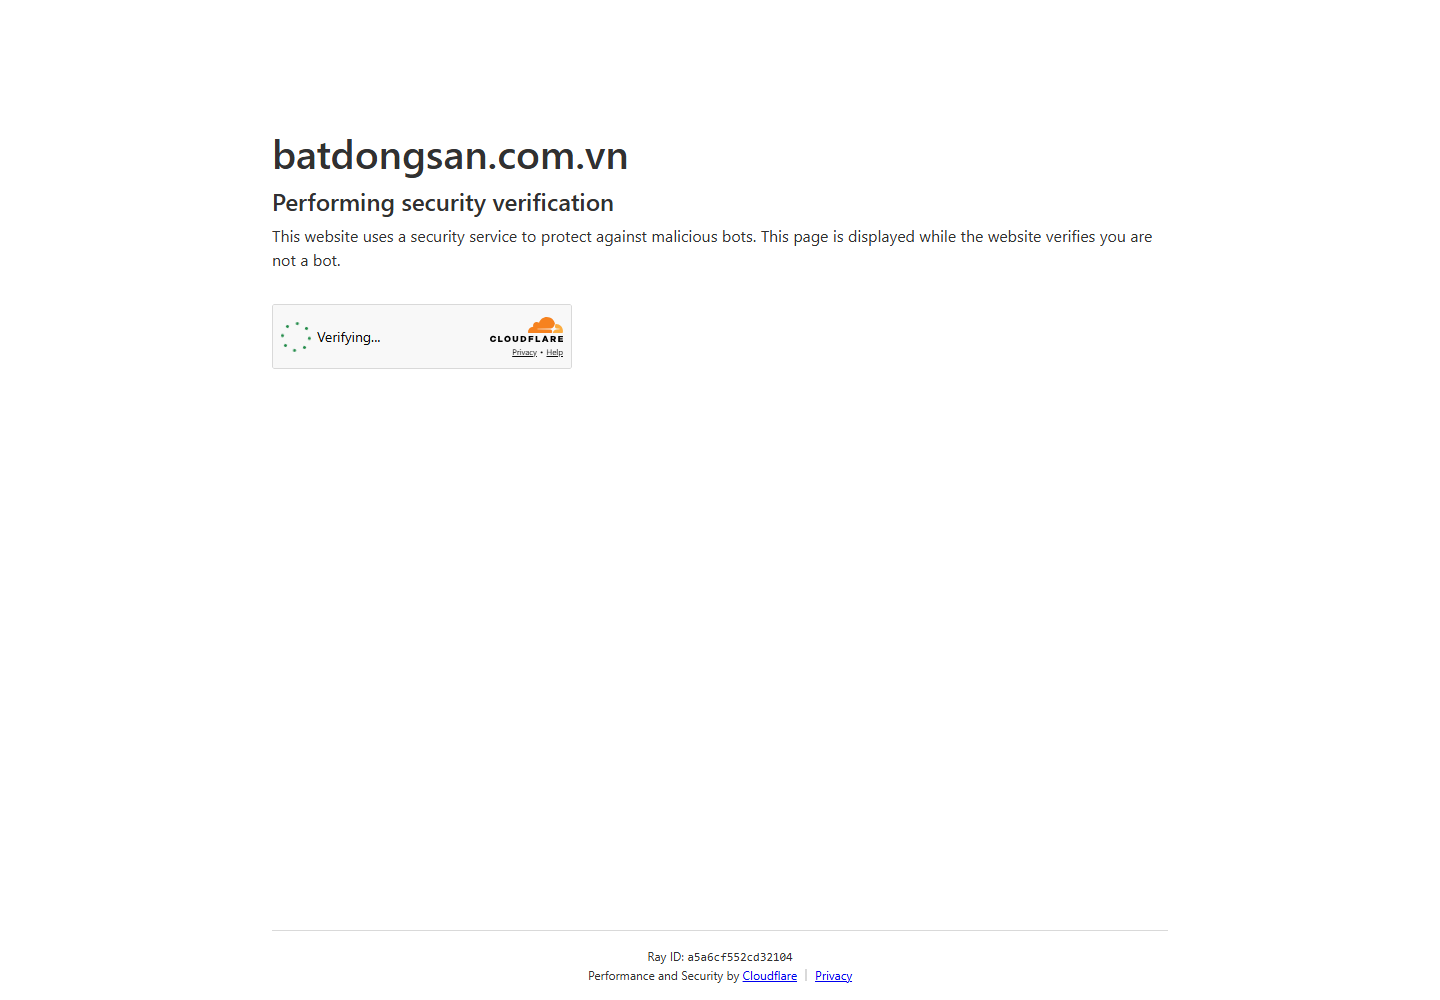 batdongsan.com.vn
Performing security verification
This website uses a security service to protect against malicious bots. This page is displayed while the website verifies you are
not a bot.
Verifying...
CLOUDFLARE
Privacy • Help
Ray ID: a5a6cf552cd32104
Performance and Security by Cloudflare | Privacy